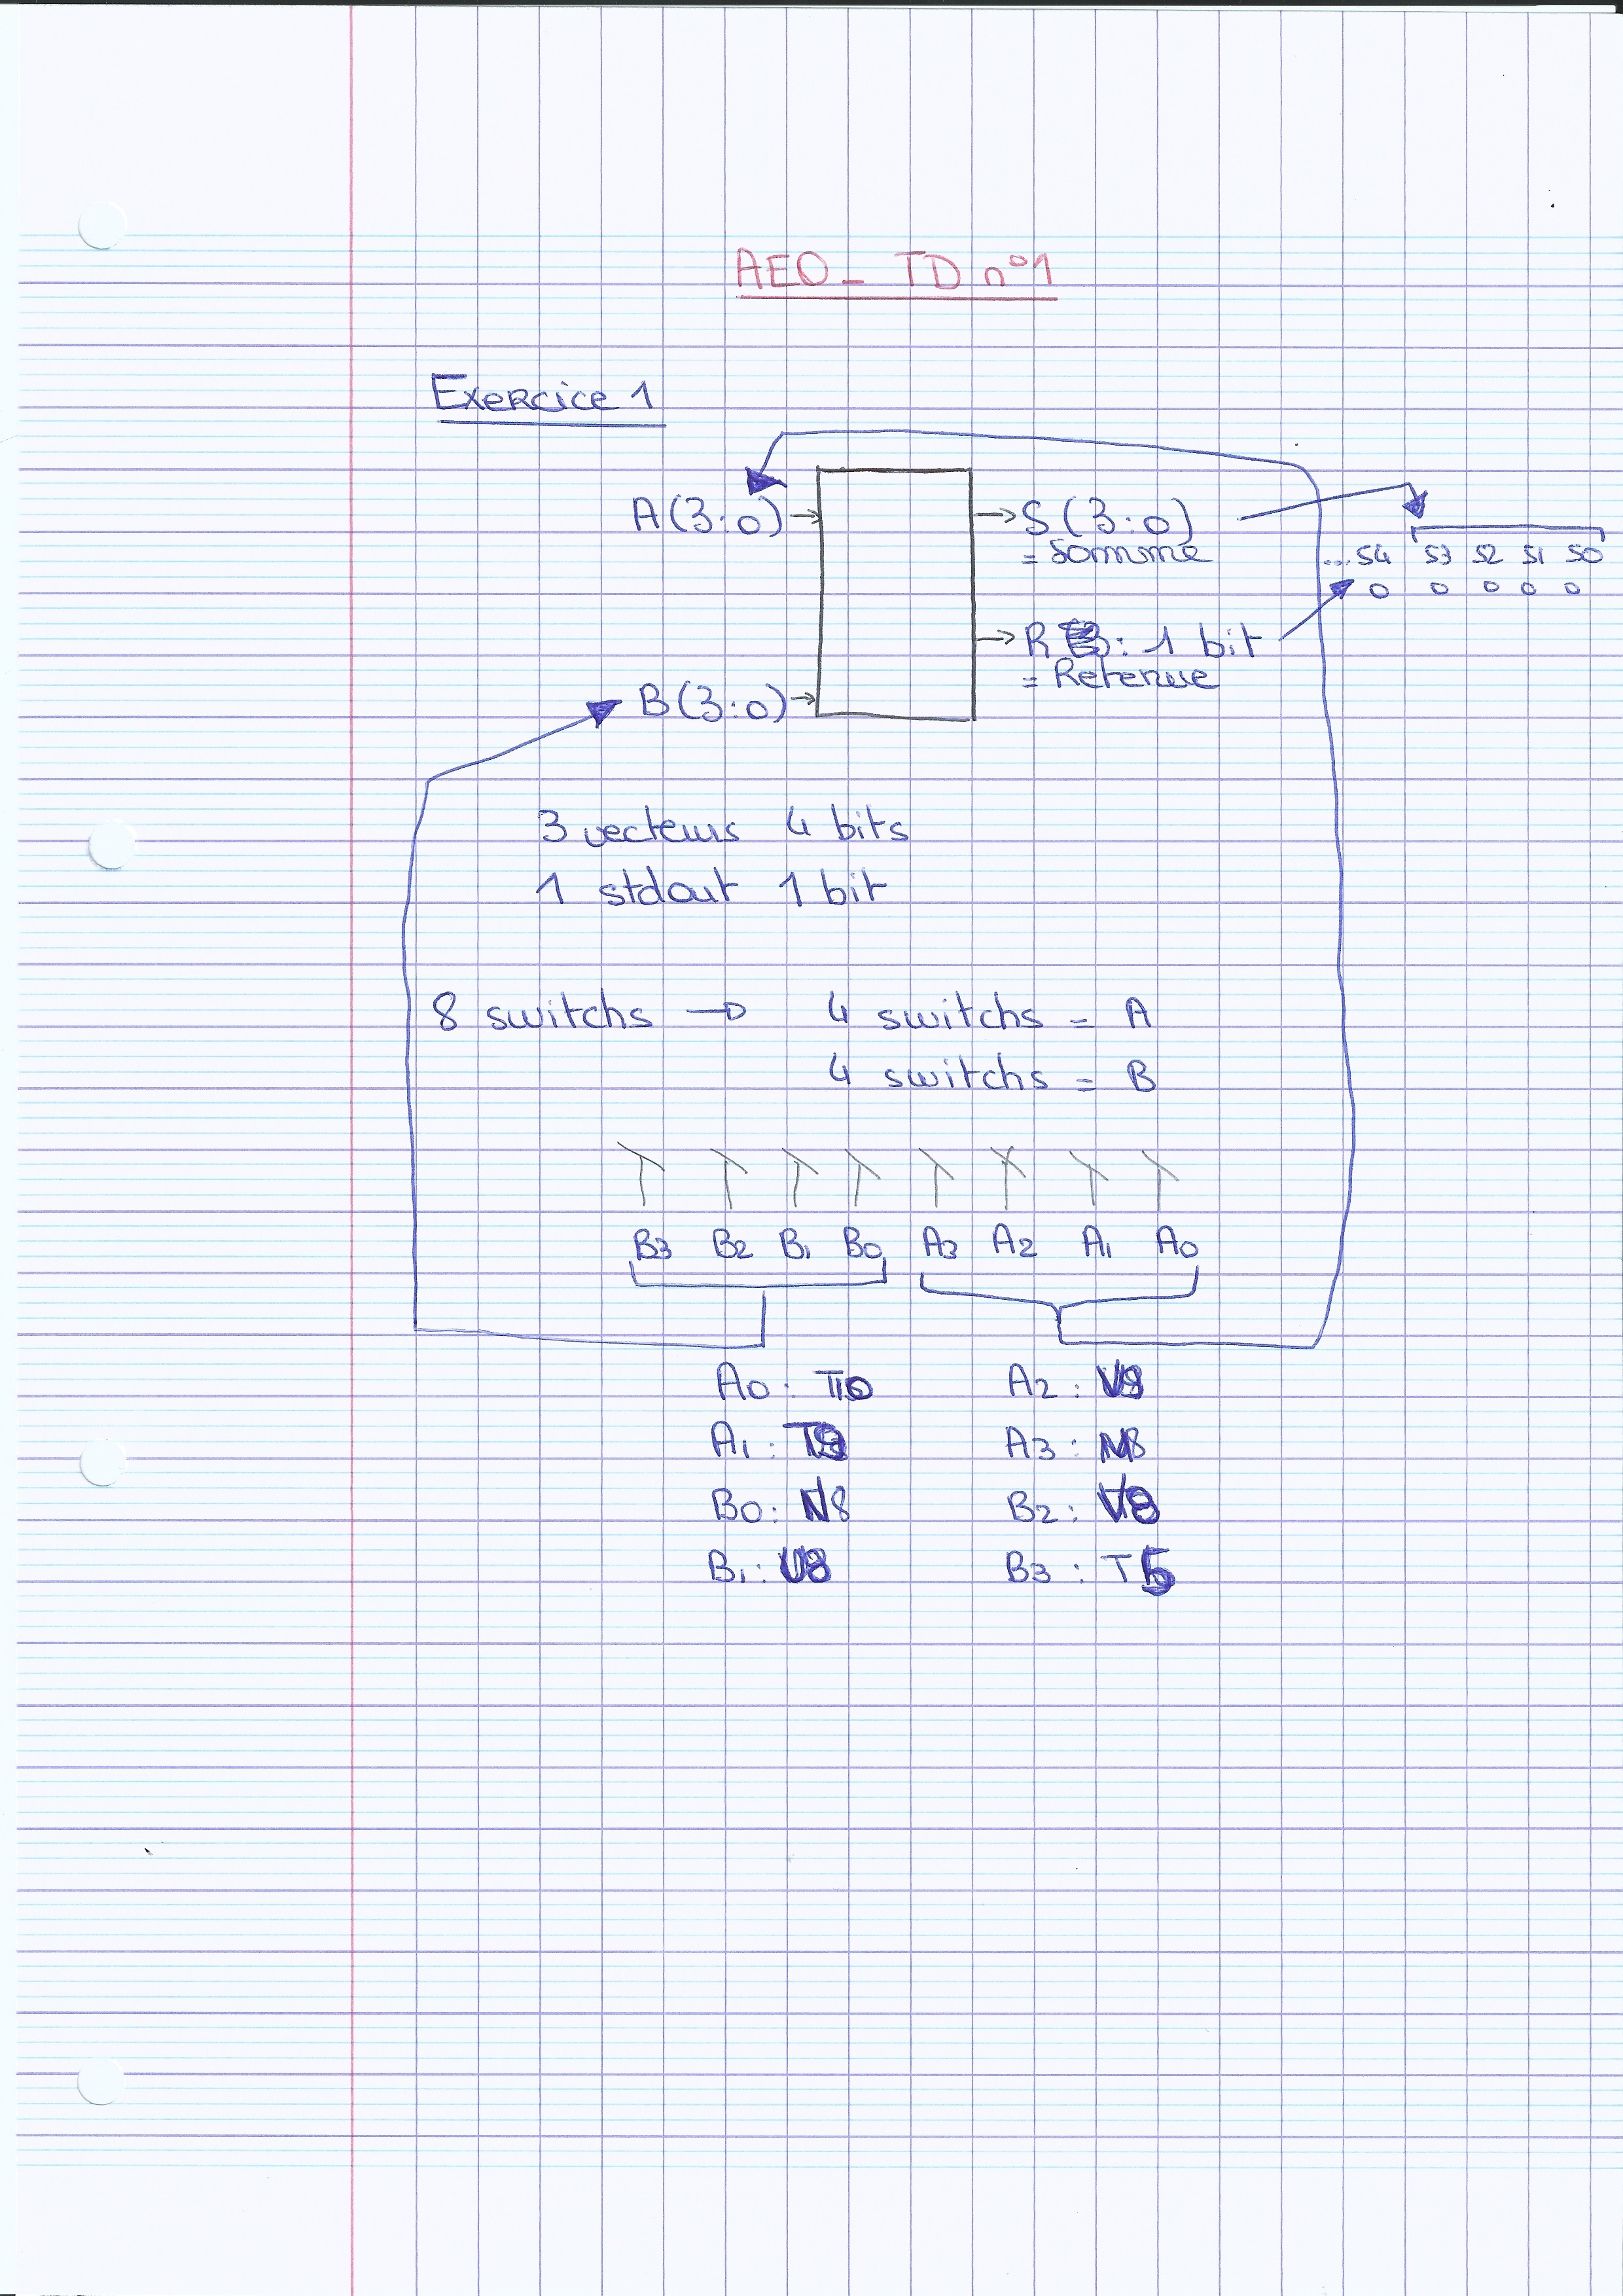 AEO - TD n°1
Exercice 1
A(3:0) → → S(3:0)
= Somme
...S4 S3 S2 S1 S0
0 0 0 0 0
→ R : 1 bit
= Retenue
B(3:0) →
3 vecteurs 4 bits
1 stdout 1 bit
8 switchs → 4 switchs = A
4 switchs = B
B3 B2 B1 B0 A3 A2 A1 A0
A0 : T10 A2 : V9
A1 : T9 A3 : M8
B0 : N8 B2 : V8
B1 : U8 B3 : T5